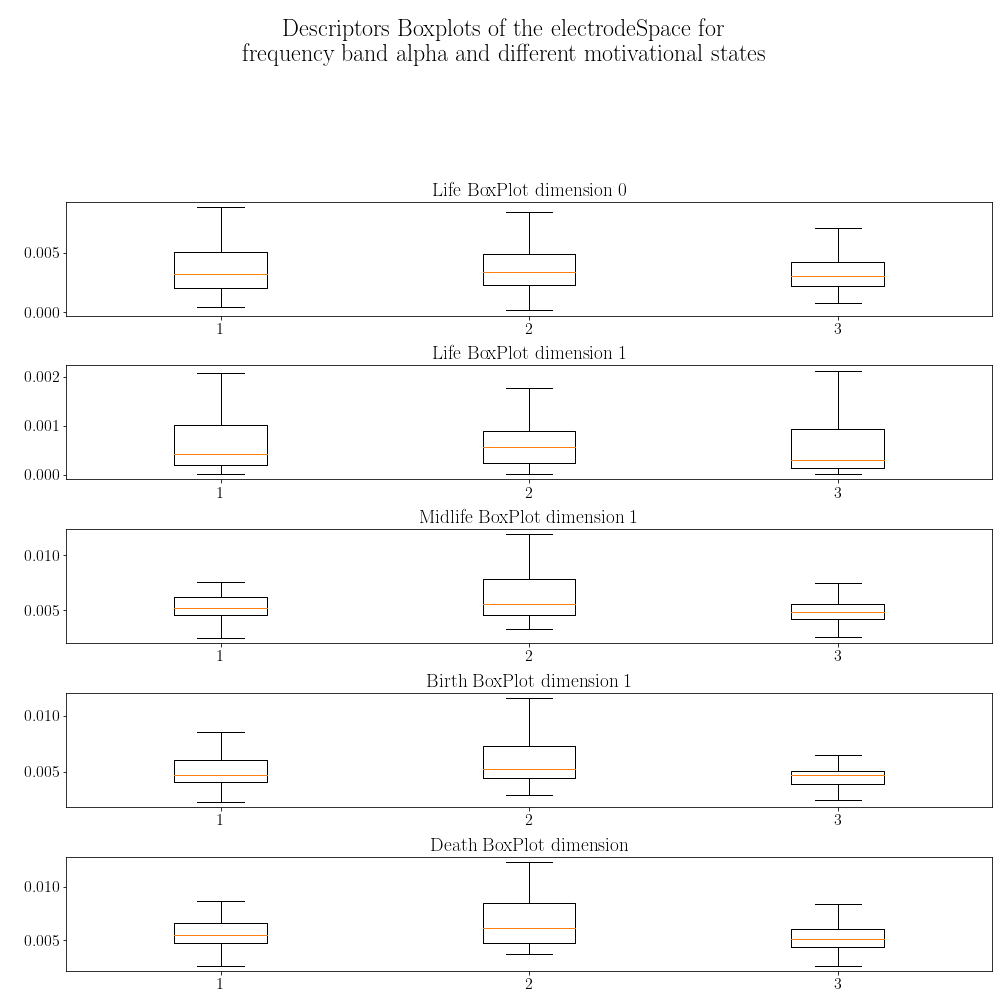 Descriptors Boxplots of the electrodeSpace for
frequency band alpha and different motivational states
Life BoxPlot dimension 0
0.005
0.000
1 2 3
Life BoxPlot dimension 1
0.002
0.001
0.000
1 2 3
Midlife BoxPlot dimension 1
0.010
0.005
1 2 3
Birth BoxPlot dimension 1
0.010
0.005
1 2 3
Death BoxPlot dimension
0.010
0.005
1 2 3